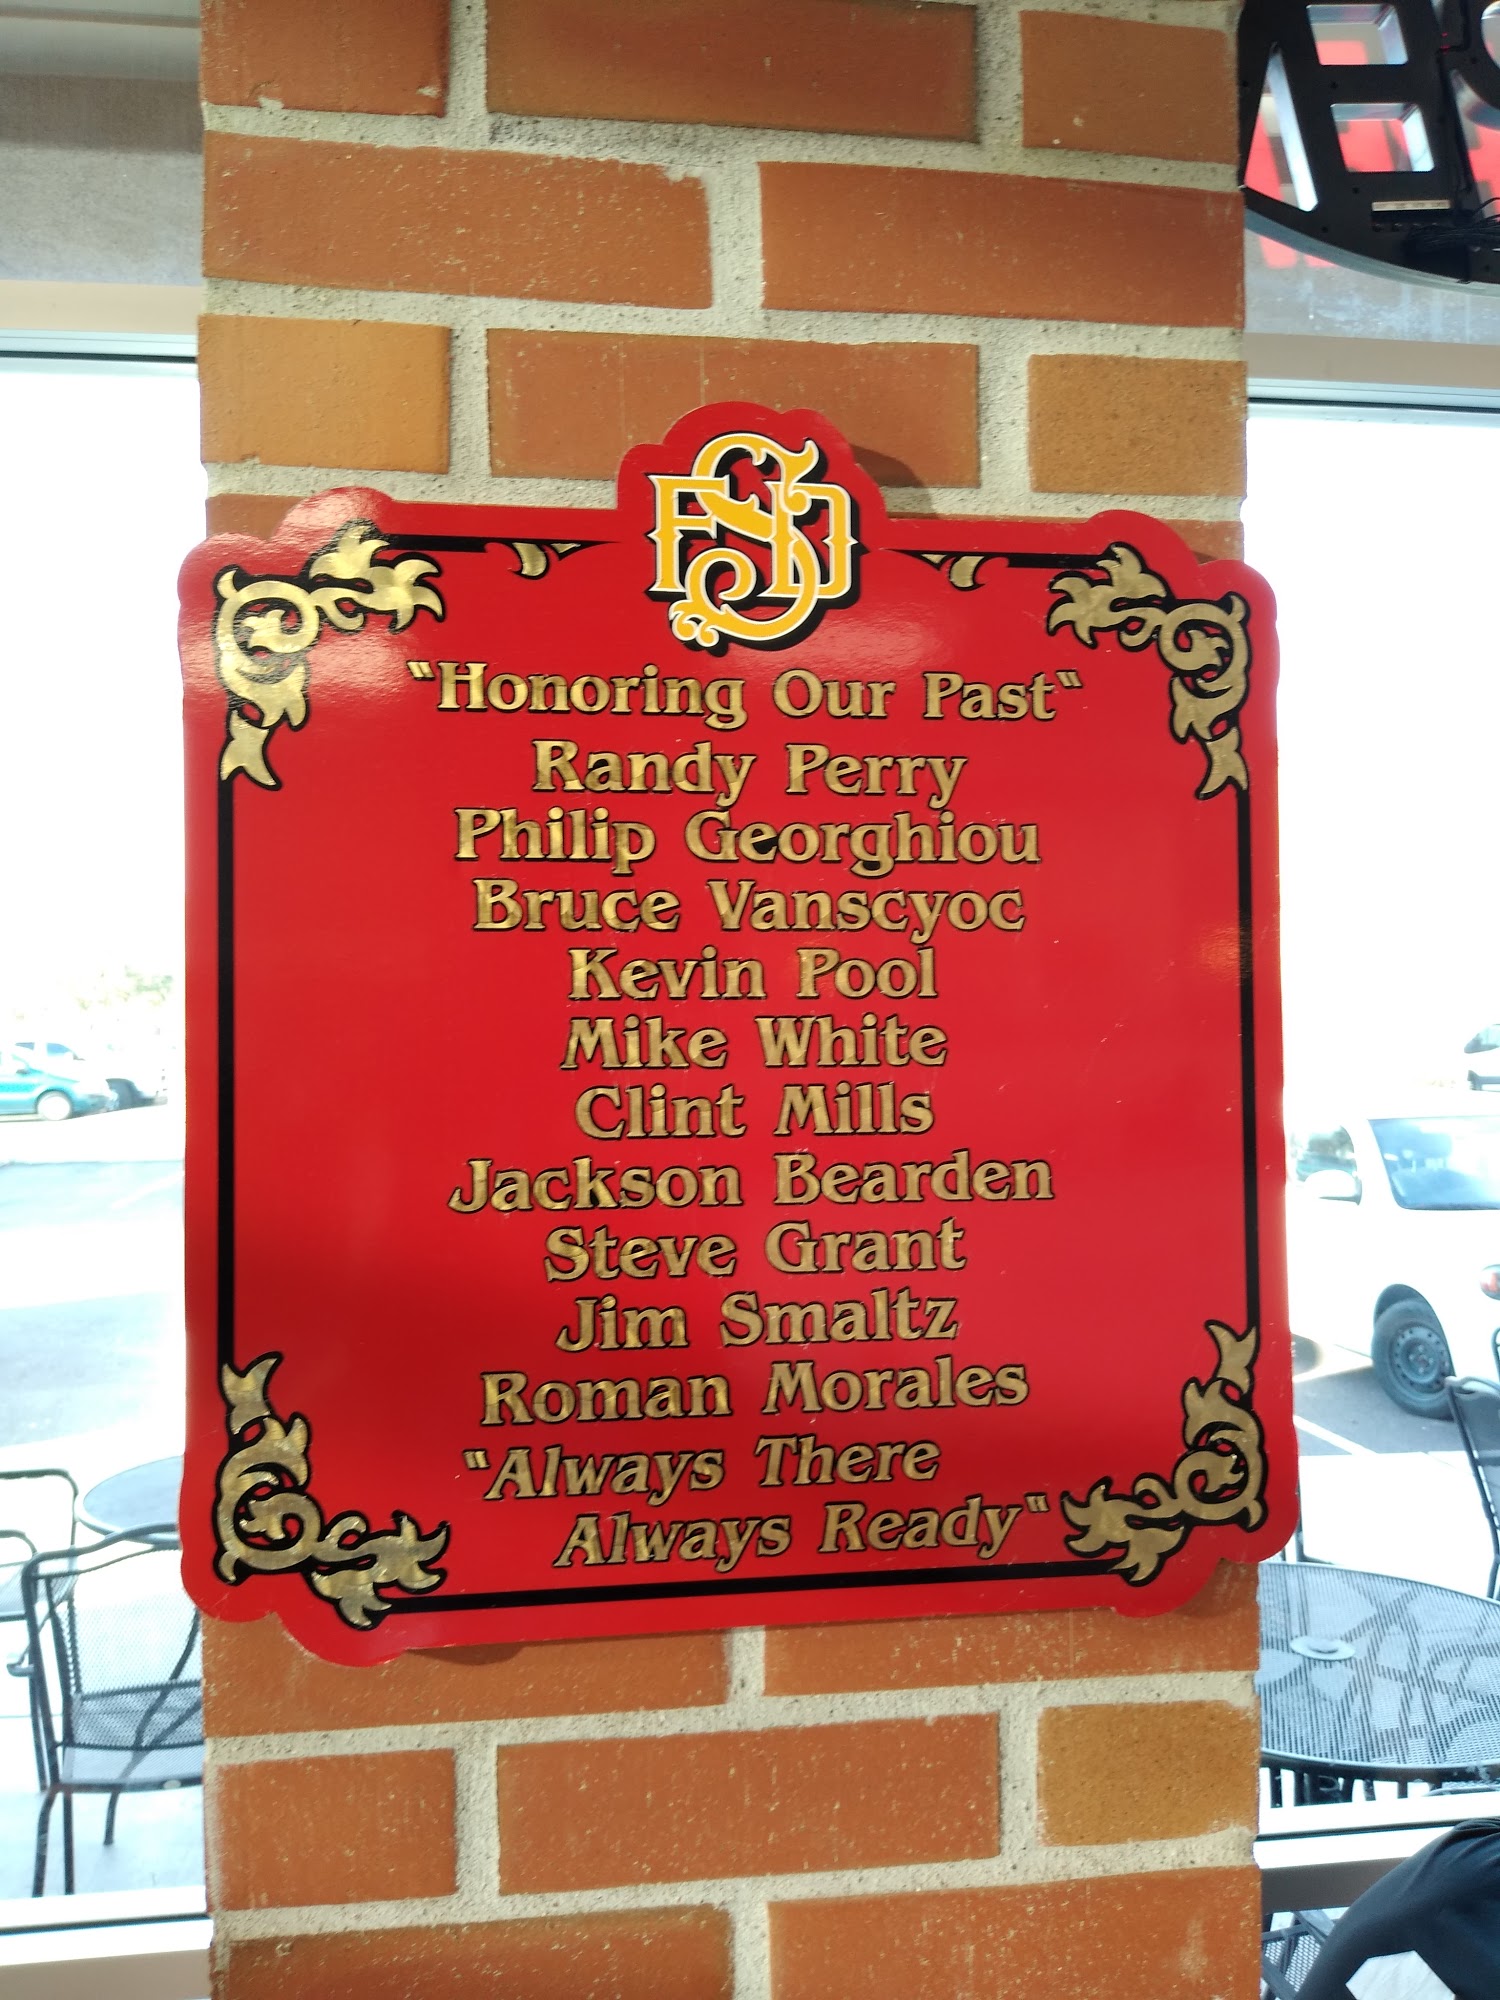 FSD
"Honoring Our Past"
Randy Perry
Philip Georghiou
Bruce Vanscyoc
Kevin Pool
Mike White
Clint Mills
Jackson Bearden
Steve Grant
Jim Smaltz
Roman Morales
"Always There
Always Ready"